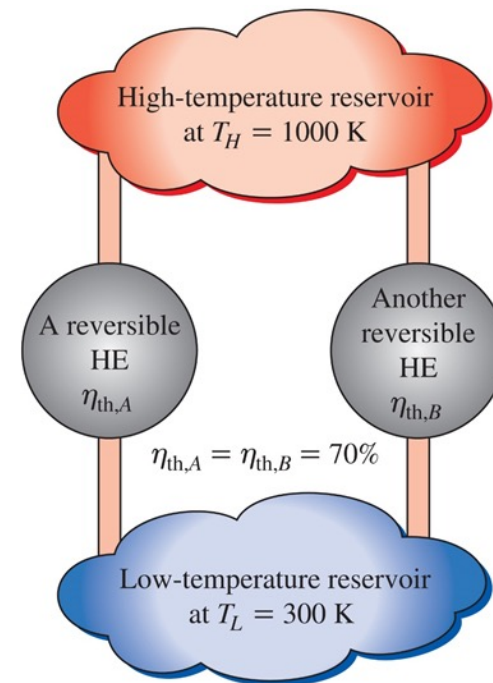 High-temperature reservoir
at T_H = 1000 K
A reversible
HE
η_th,A
Another
reversible
HE
η_th,B
η_th,A = η_th,B = 70%
Low-temperature reservoir
at T_L = 300 K